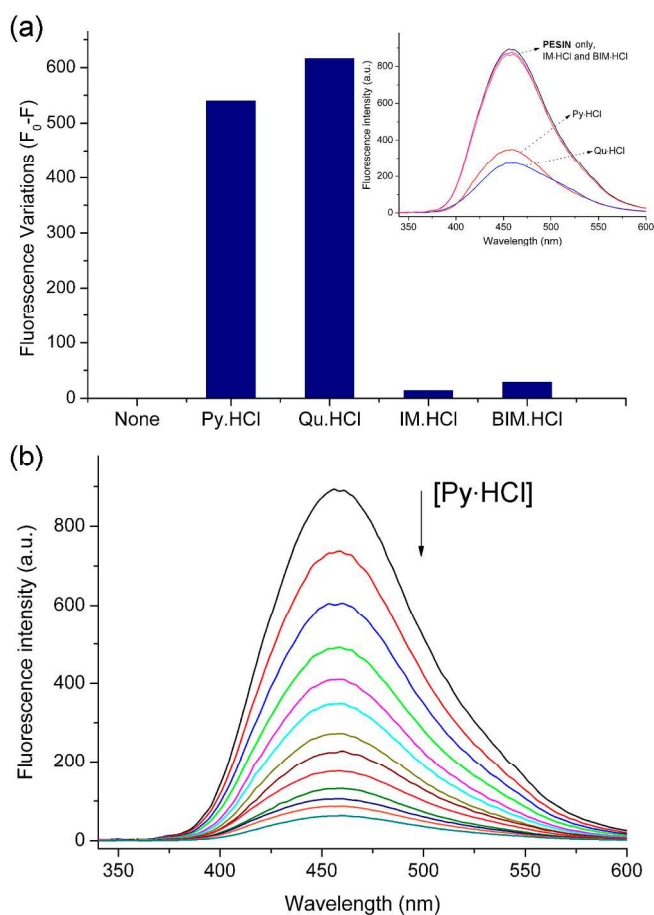 (a)
Fluorescence Variations (F0-F)
600
500
400
300
200
100
0
None Py.HCl Qu.HCl IM.HCl BIM.HCl
Fluorescence intensity (a.u.)
1000
800
600
400
200
0
350 400 450 500 550 600
Wavelength (nm)
PESIN only,
IM·HCl and BIM·HCl
Py·HCl
Qu·HCl
(b)
Fluorescence intensity (a.u.)
800
600
400
200
0
350 400 450 500 550 600
Wavelength (nm)
[Py·HCl]